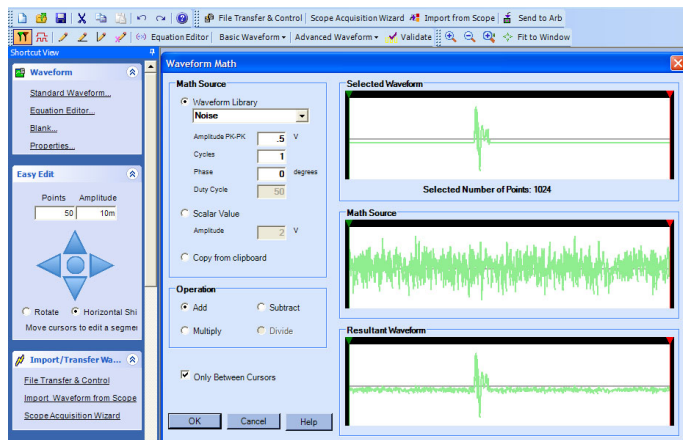 File Transfer & Control Scope Acquisition Wizard Import from Scope Send to Arb
Equation Editor Basic Waveform Advanced Waveform Validate Fit to Window
Shortcut View
Waveform
Standard Waveform...
Equation Editor...
Blank...
Properties...
Easy Edit
Points Amplitude
50 10m
Rotate Horizontal Shi
Move cursors to edit a segmer
Import/Transfer Wa...
File Transfer & Control
Import Waveform from Scope
Scope Acquisition Wizard
Waveform Math
Math Source
Waveform Library
Noise
Amplitude PK-PK .5 V
Cycles 1
Phase 0 degrees
Duty Cycle 50
Scalar Value
Amplitude 2 V
Copy from clipboard
Operation
Add Subtract
Multiply Divide
Only Between Cursors
OK Cancel Help
Selected Waveform
Selected Number of Points: 1024
Math Source
Resultant Waveform